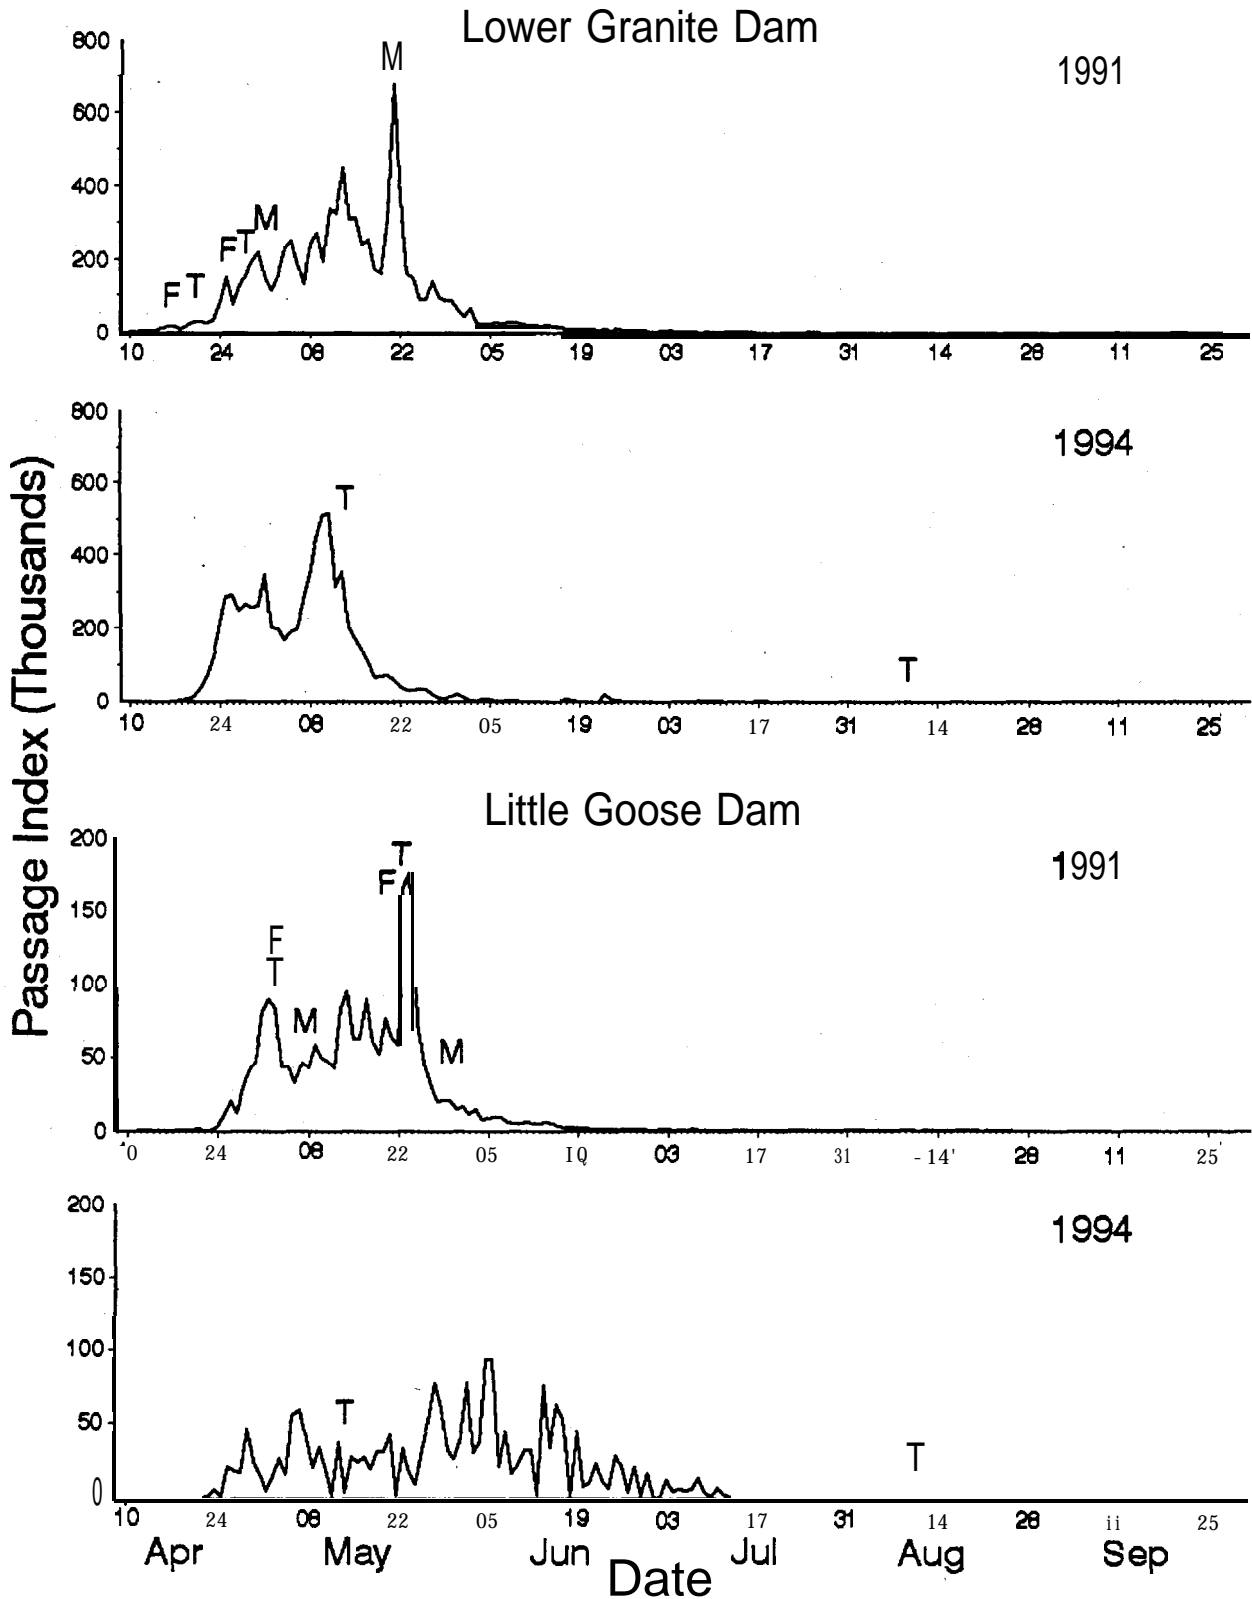 Lower Granite Dam
1991
800
600
400
200
0
M
M
F T
F T
10 24 08 22 05 19 03 17 31 14 28 11 25
1994
800
600
400
200
0
T
T
10 24 08 22 05 19 03 17 31 14 28 11 25
Passage Index (Thousands)
Little Goose Dam
1991
200
150
100
50
0
T
F
F
T
M
M
0 24 08 22 05 IQ 03 17 31 -14' 28 11 25'
1994
200
150
100
50
0
T
T
10 24 08 22 05 19 03 17 31 14 28 ii 25
Apr May Jun Jul Aug Sep
Date